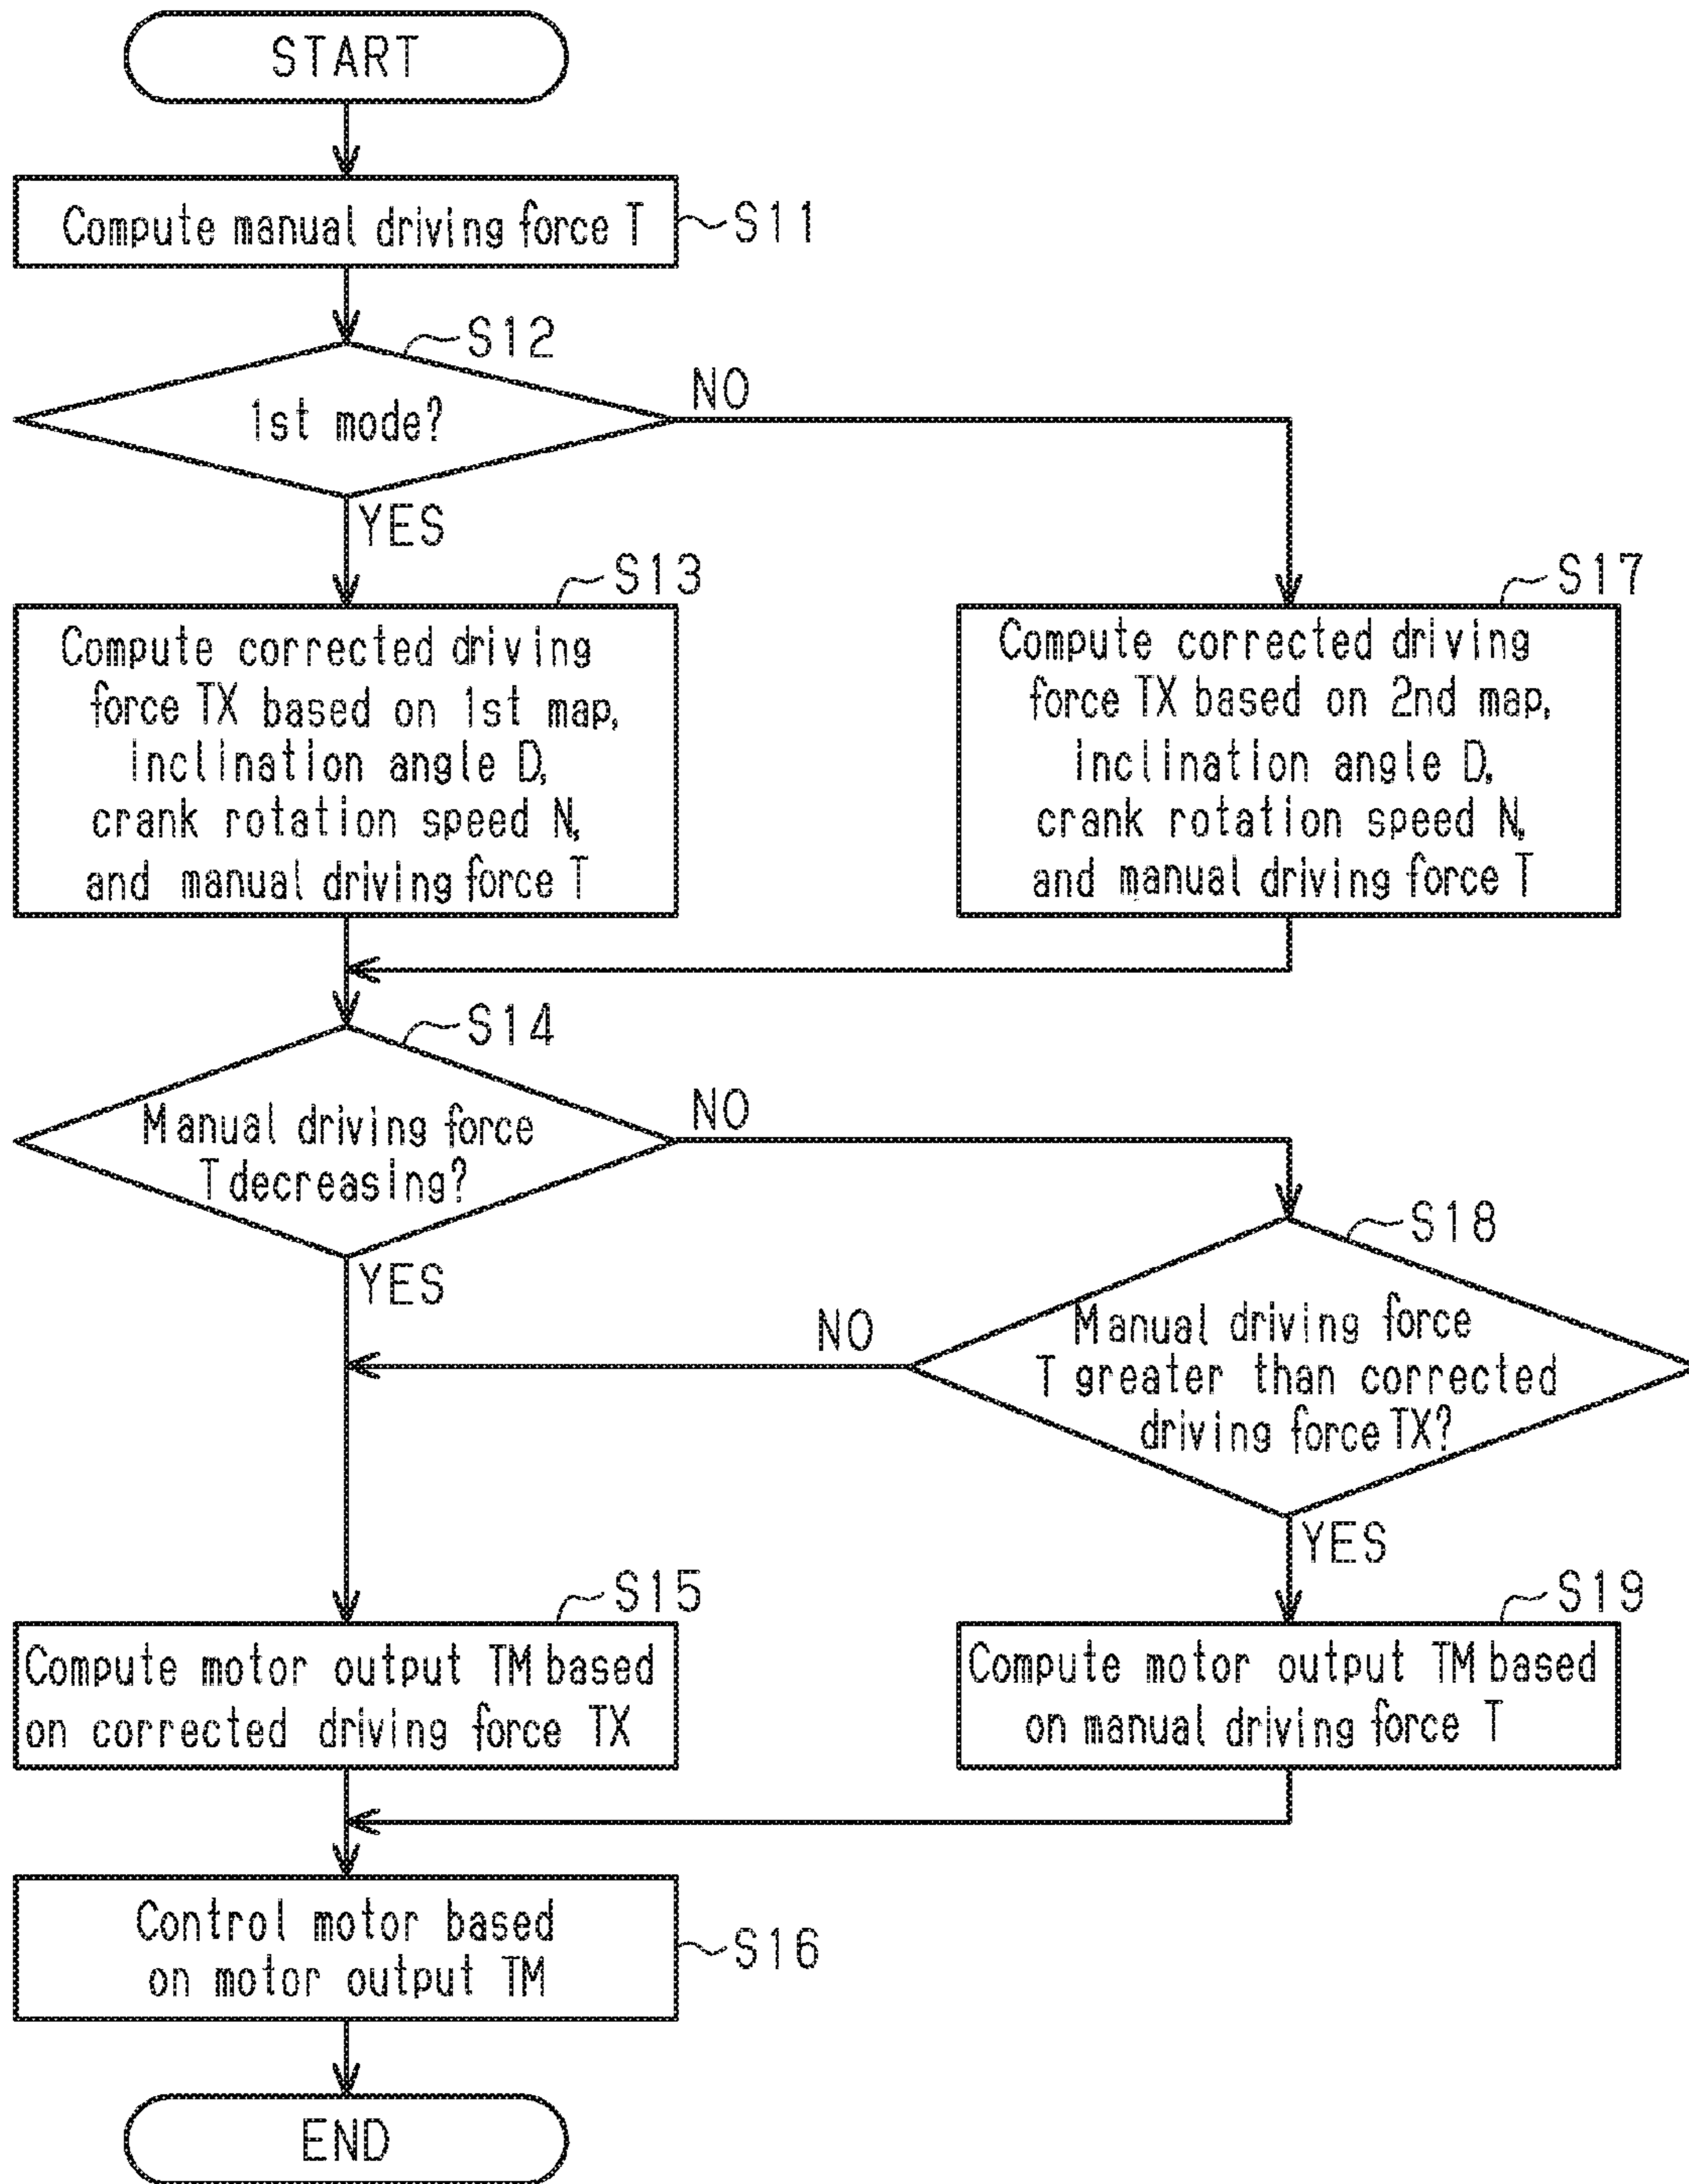 START
Compute manual driving force T
S11
S12
1st mode?
NO
YES
S13
Compute corrected driving
force TX based on 1st map,
inclination angle D,
crank rotation speed N,
and manual driving force T
S17
Compute corrected driving
force TX based on 2nd map,
inclination angle D,
crank rotation speed N,
and manual driving force T
S14
Manual driving force
T decreasing?
NO
YES
S18
Manual driving force
T greater than corrected
driving force TX?
NO
YES
S15
Compute motor output TM based
on corrected driving force TX
S19
Compute motor output TM based
on manual driving force T
Control motor based
on motor output TM
S16
END